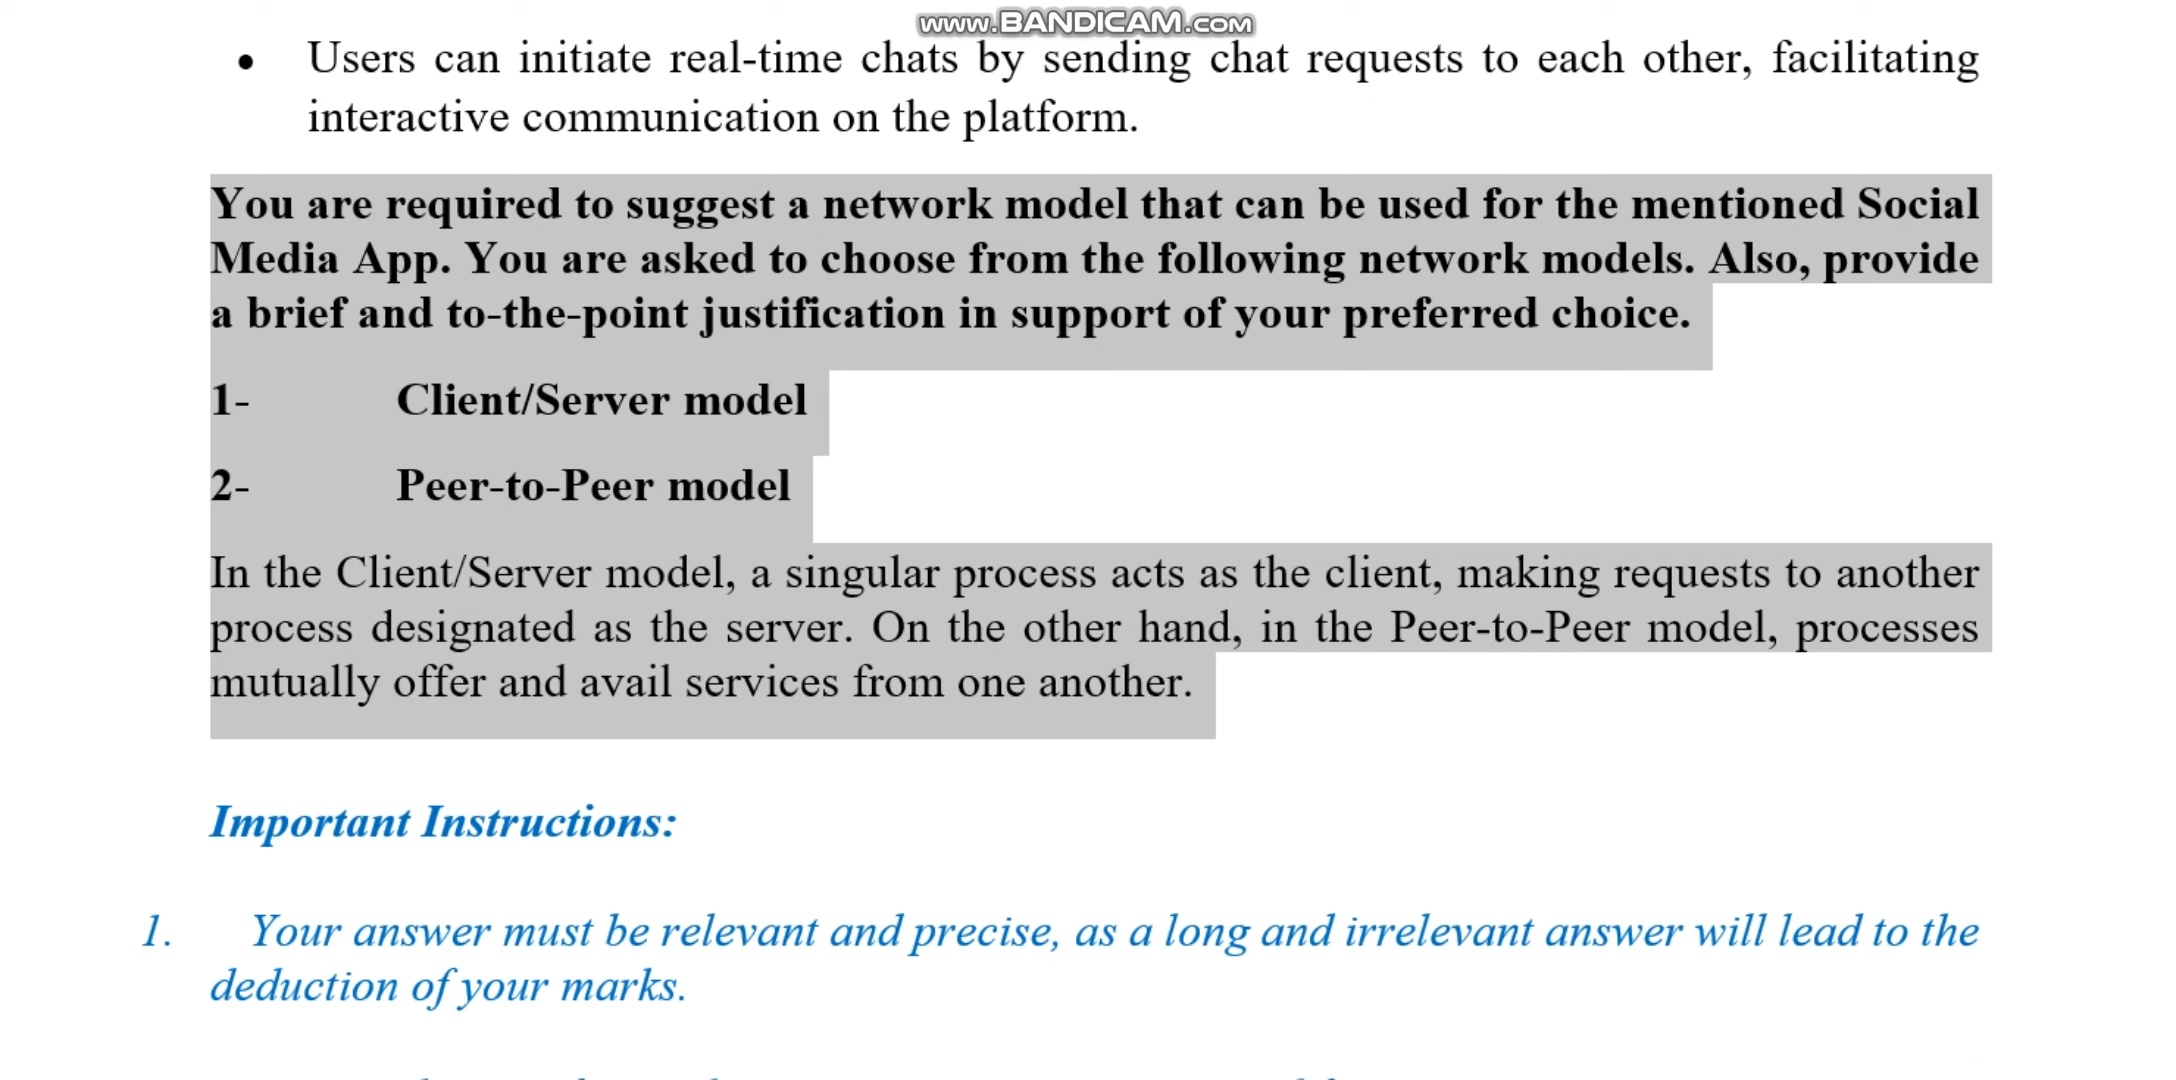 www.BANDICAM.com
• Users can initiate real-time chats by sending chat requests to each other, facilitating
interactive communication on the platform.
You are required to suggest a network model that can be used for the mentioned Social
Media App. You are asked to choose from the following network models. Also, provide
a brief and to-the-point justification in support of your preferred choice.
1- Client/Server model
2- Peer-to-Peer model
In the Client/Server model, a singular process acts as the client, making requests to another
process designated as the server. On the other hand, in the Peer-to-Peer model, processes
mutually offer and avail services from one another.
Important Instructions:
1. Your answer must be relevant and precise, as a long and irrelevant answer will lead to the
deduction of your marks.